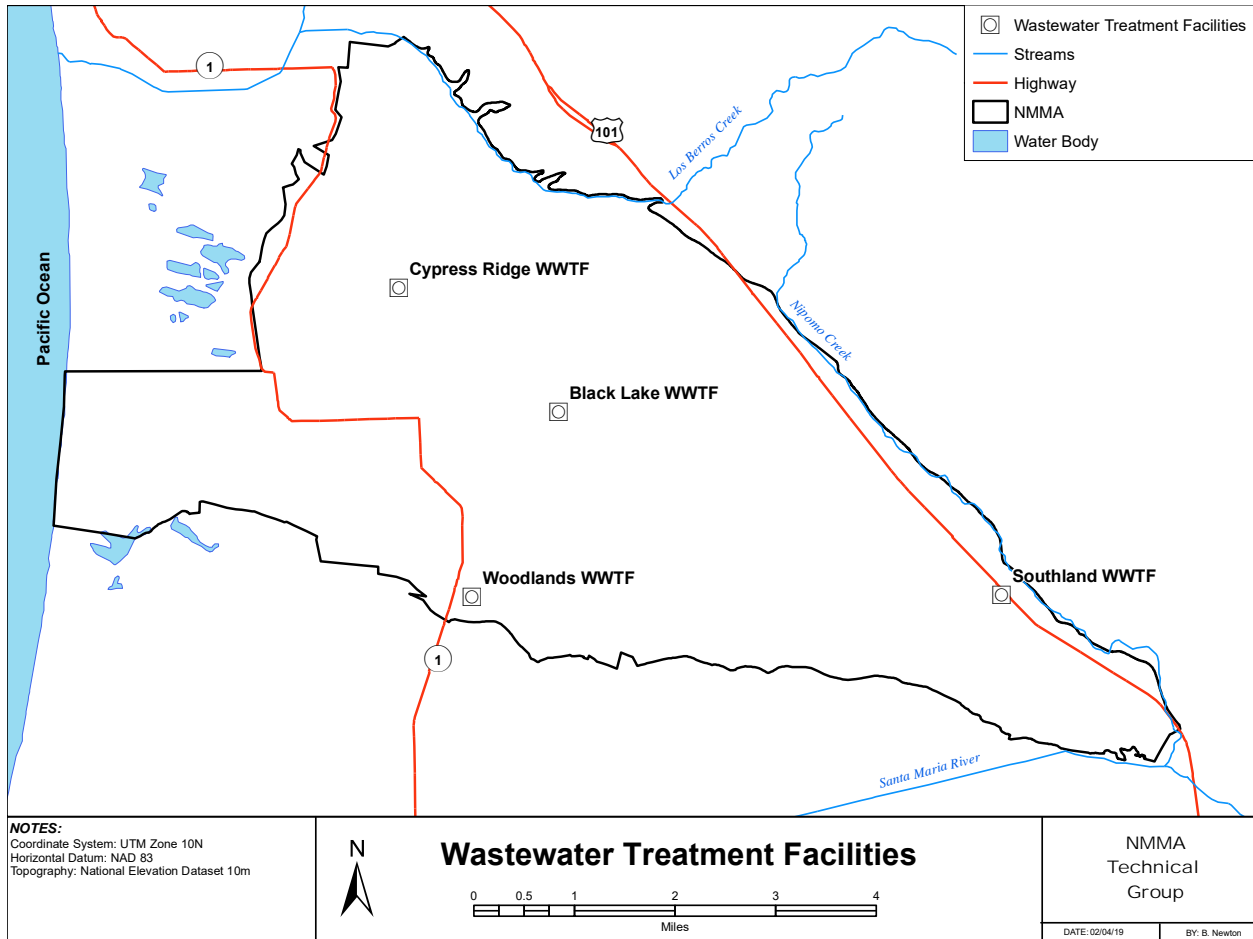 Wastewater Treatment Facilities
Streams
Highway
NMMA
Water Body
1
101
Los Berros Creek
Cypress Ridge WWTF
Pacific Ocean
Nipomo Creek
Black Lake WWTF
Woodlands WWTF
Southland WWTF
1
Santa Maria River
NOTES:
Coordinate System: UTM Zone 10N
Horizontal Datum: NAD 83
Topography: National Elevation Dataset 10m
N
Wastewater Treatment Facilities
0 0.5 1 2 3 4
Miles
NMMA
Technical
Group
DATE: 02/04/19
BY: B. Newton